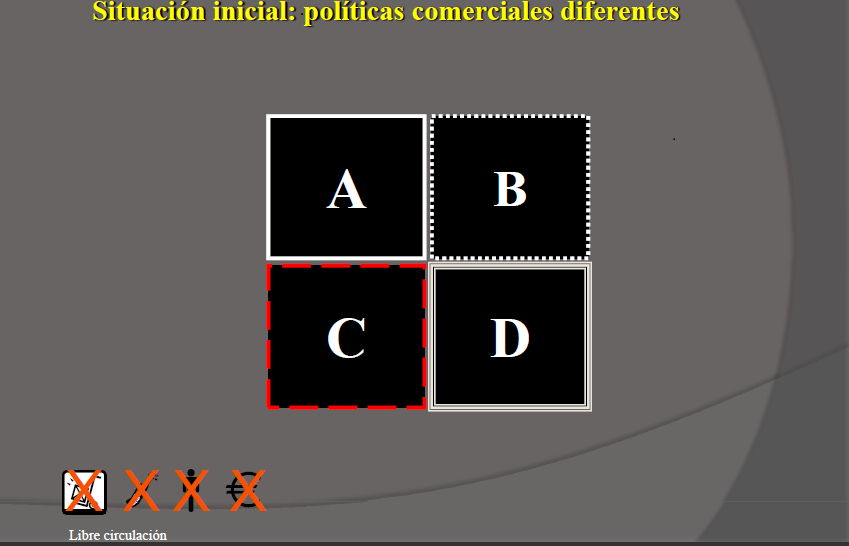 Situación inicial: políticas comerciales diferentes
A
B
C
D
Libre circulación